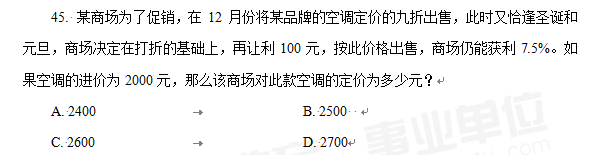 45. 某商场为了促销，在 12 月份将某品牌的空调定价的九折出售，此时又恰逢圣诞和
元旦，商场决定在打折的基础上，再让利 100 元，按此价格出售，商场仍能获利 7.5%。如
果空调的进价为 2000 元，那么该商场对此款空调的定价为多少元？
A. 2400 B. 2500
C. 2600 D. 2700
事业单位